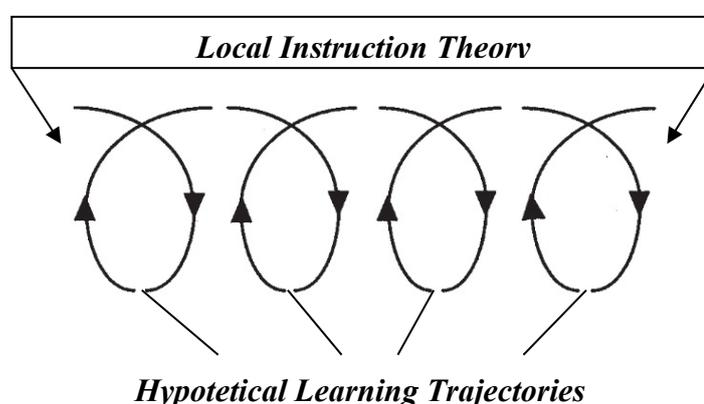 Local Instruction Theory
Hypotetical Learning Trajectories